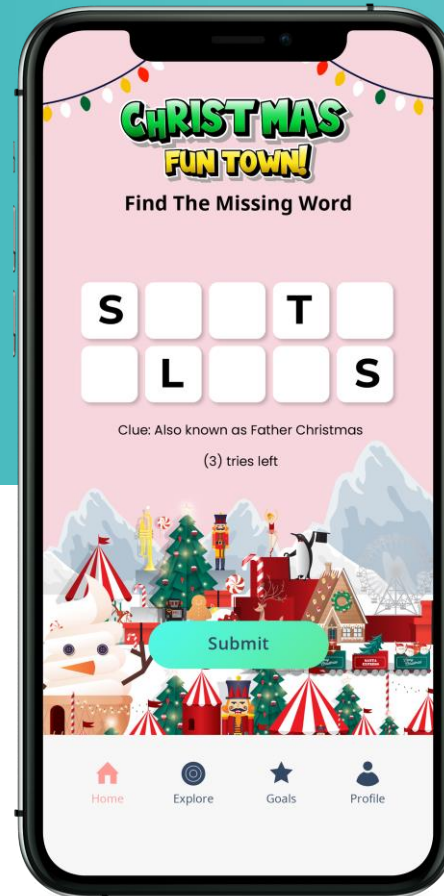 CHRISTMAS
FUN TOWN!
Find The Missing Word
S T
L S
Clue: Also known as Father Christmas
(3) tries left
Submit
Home Explore Goals Profile